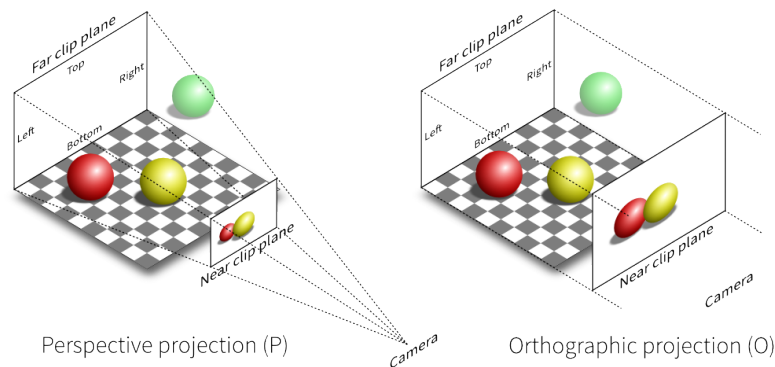 Far clip plane
Top
Right
Left
Bottom
Near clip plane
Camera
Perspective projection (P)
Far clip plane
Top
Right
Left
Bottom
Near clip plane
Camera
Orthographic projection (O)